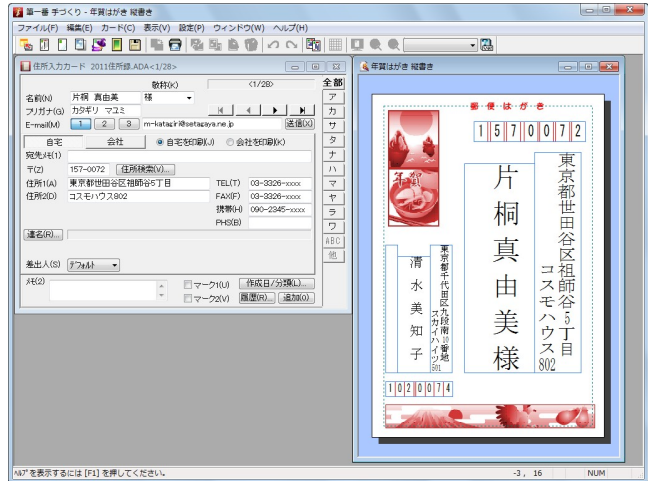 筆一番 手づくり - 年賀はがき 縦書き
ファイル(F) 編集(E) カード(C) 表示(V) 設定(P) ウィンドウ(W) ヘルプ(H)
住所入力カード 2011住所録.ADA<1/28>
敬称(K) <1/28> 全部
名前(N) 片桐 真由美 様
フリガナ(G) カタギリ マユミ
E-mail(M) 1 2 3 m-katagiri@setagaya.ne.jp 送信(X)
自宅 会社 自宅を印刷(J) 会社を印刷(K)
宛先メモ(1)
〒(Z) 157-0072 住所検索(V)...
住所1(A) 東京都世田谷区祖師谷5丁目 TEL(T) 03-3326-xxxx
住所2(D) コスモハウス802 FAX(F) 03-3326-xxxx
携帯(H) 090-2345-xxxx
PHS(B)
連名(R)...
差出人(S) デフォルト
メモ(2)
マーク1(U) 作成日/分類(L)...
マーク2(V) 履歴(R)... 追加(O)
ア
カ
サ
タ
ナ
ハ
マ
ヤ
ラ
ワ
ABC
他
年賀はがき 縦書き
郵便はがき
1570072
東京都世田谷区祖師谷5丁目
コスモハウス802
片桐真由美様
年賀
東京都千代田区九段南10番地
スカイハイツ501
清水美知子
1020074
ﾍﾙﾌﾟを表示するには [F1] を押してください。
-3, 16 NUM